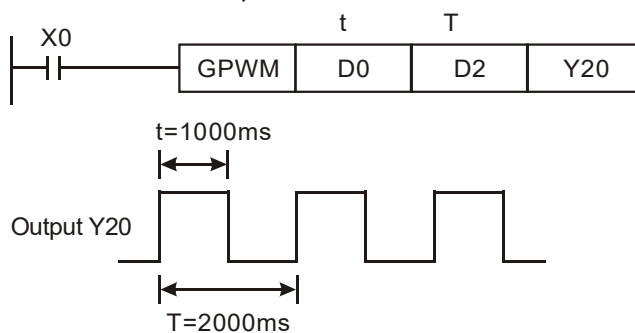 t T
X0
GPWM D0 D2 Y20
t=1000ms
Output Y20
T=2000ms